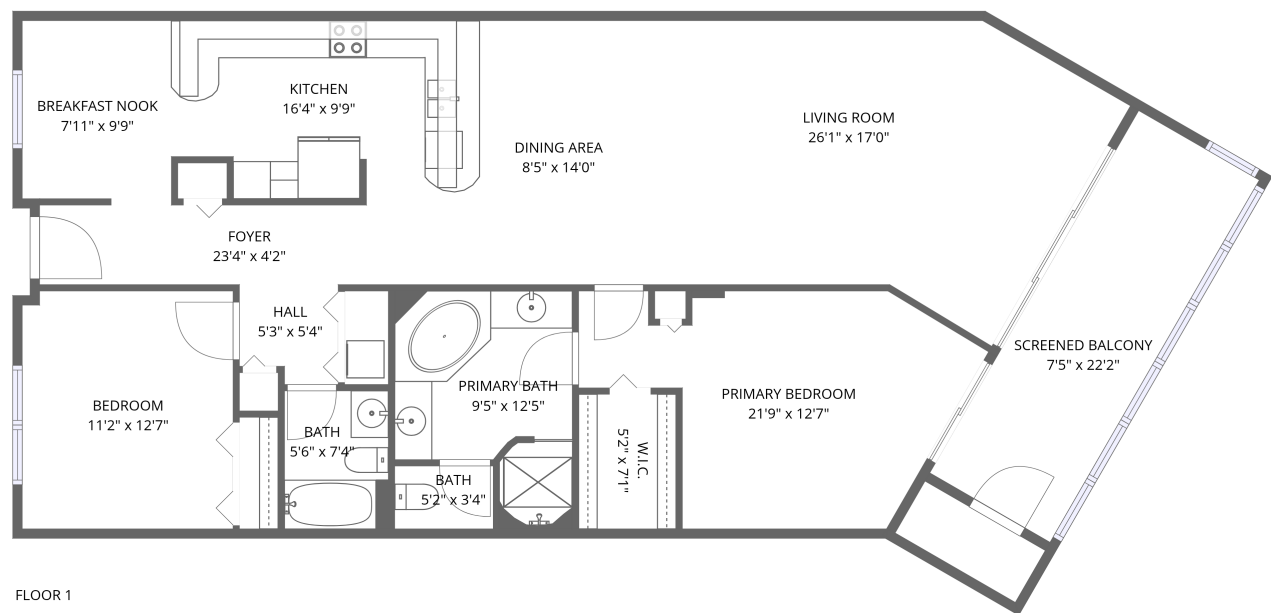 BREAKFAST NOOK
7'11" x 9'9"
KITCHEN
16'4" x 9'9"
DINING AREA
8'5" x 14'0"
LIVING ROOM
26'1" x 17'0"
FOYER
23'4" x 4'2"
HALL
5'3" x 5'4"
SCREENED BALCONY
7'5" x 22'2"
BEDROOM
11'2" x 12'7"
BATH
5'6" x 7'4"
PRIMARY BATH
9'5" x 12'5"
BATH
5'2" x 3'4"
W.I.C.
5'2" x 7'1"
PRIMARY BEDROOM
21'9" x 12'7"
FLOOR 1